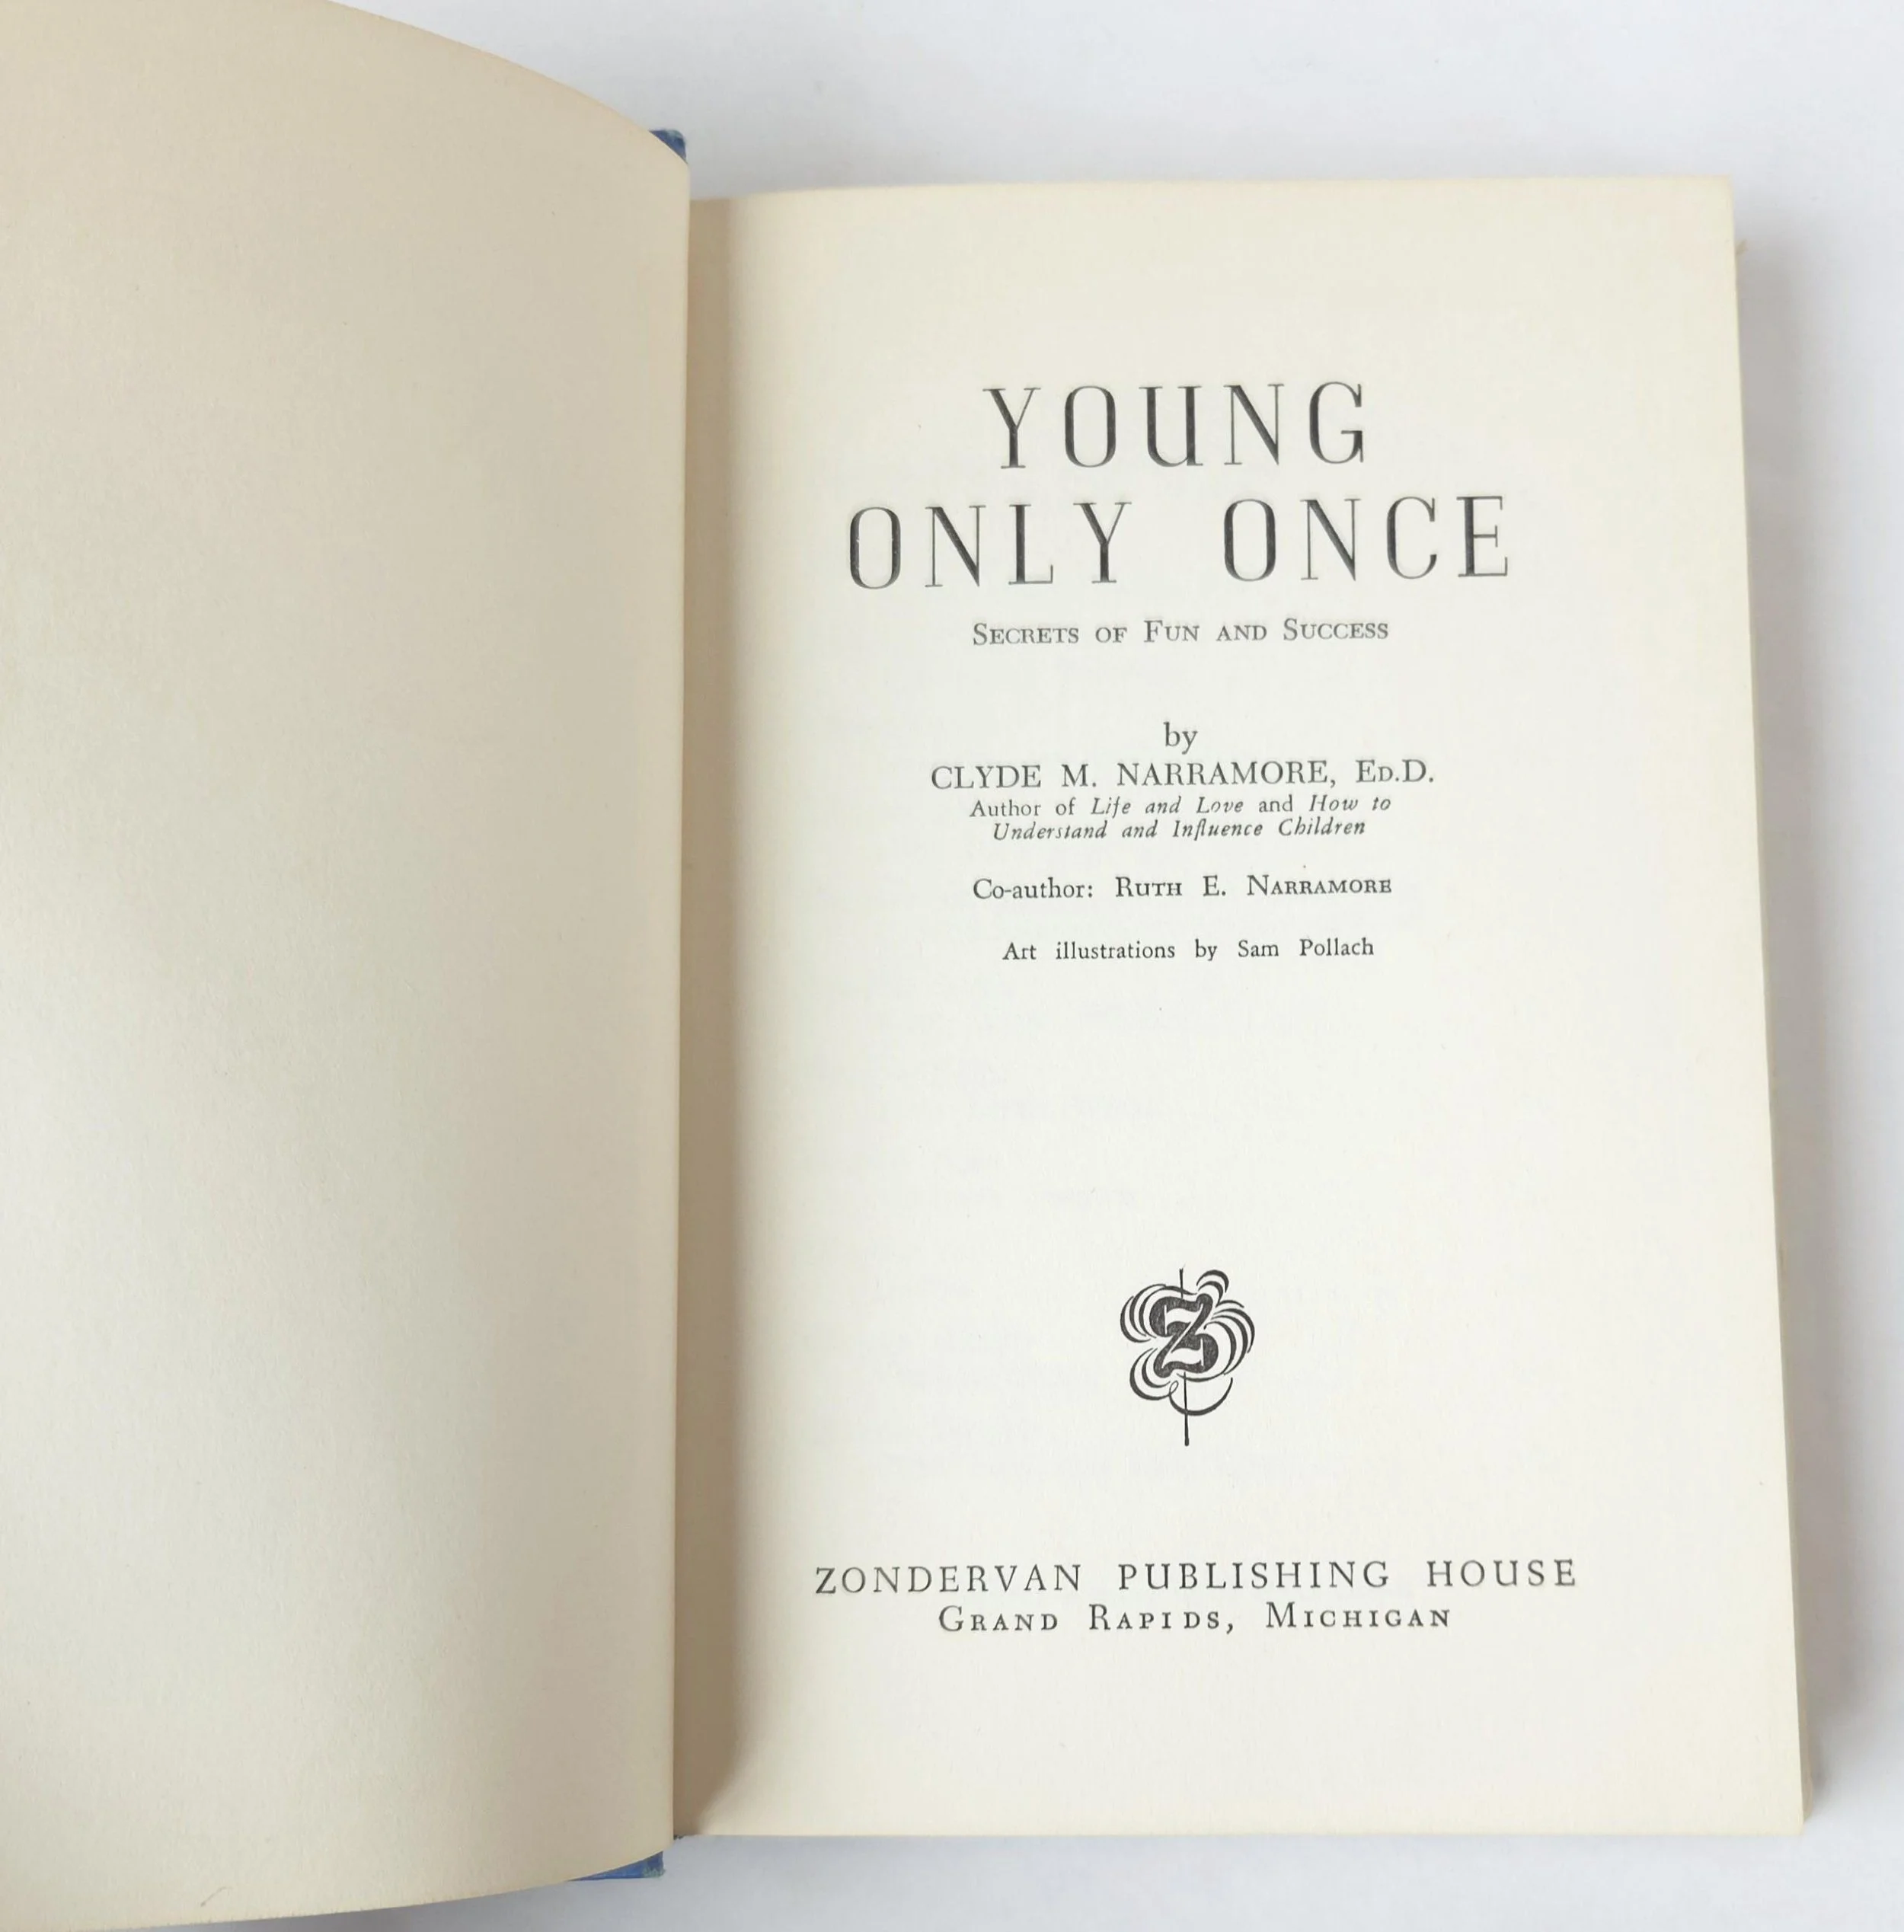 YOUNG
ONLY ONCE
SECRETS OF FUN AND SUCCESS
by
CLYDE M. NARRAMORE, ED.D.
Author of Life and Love and How to
Understand and Influence Children
Co-author: RUTH E. NARRAMORE
Art illustrations by Sam Pollach
Z
ZONDERVAN PUBLISHING HOUSE
GRAND RAPIDS, MICHIGAN